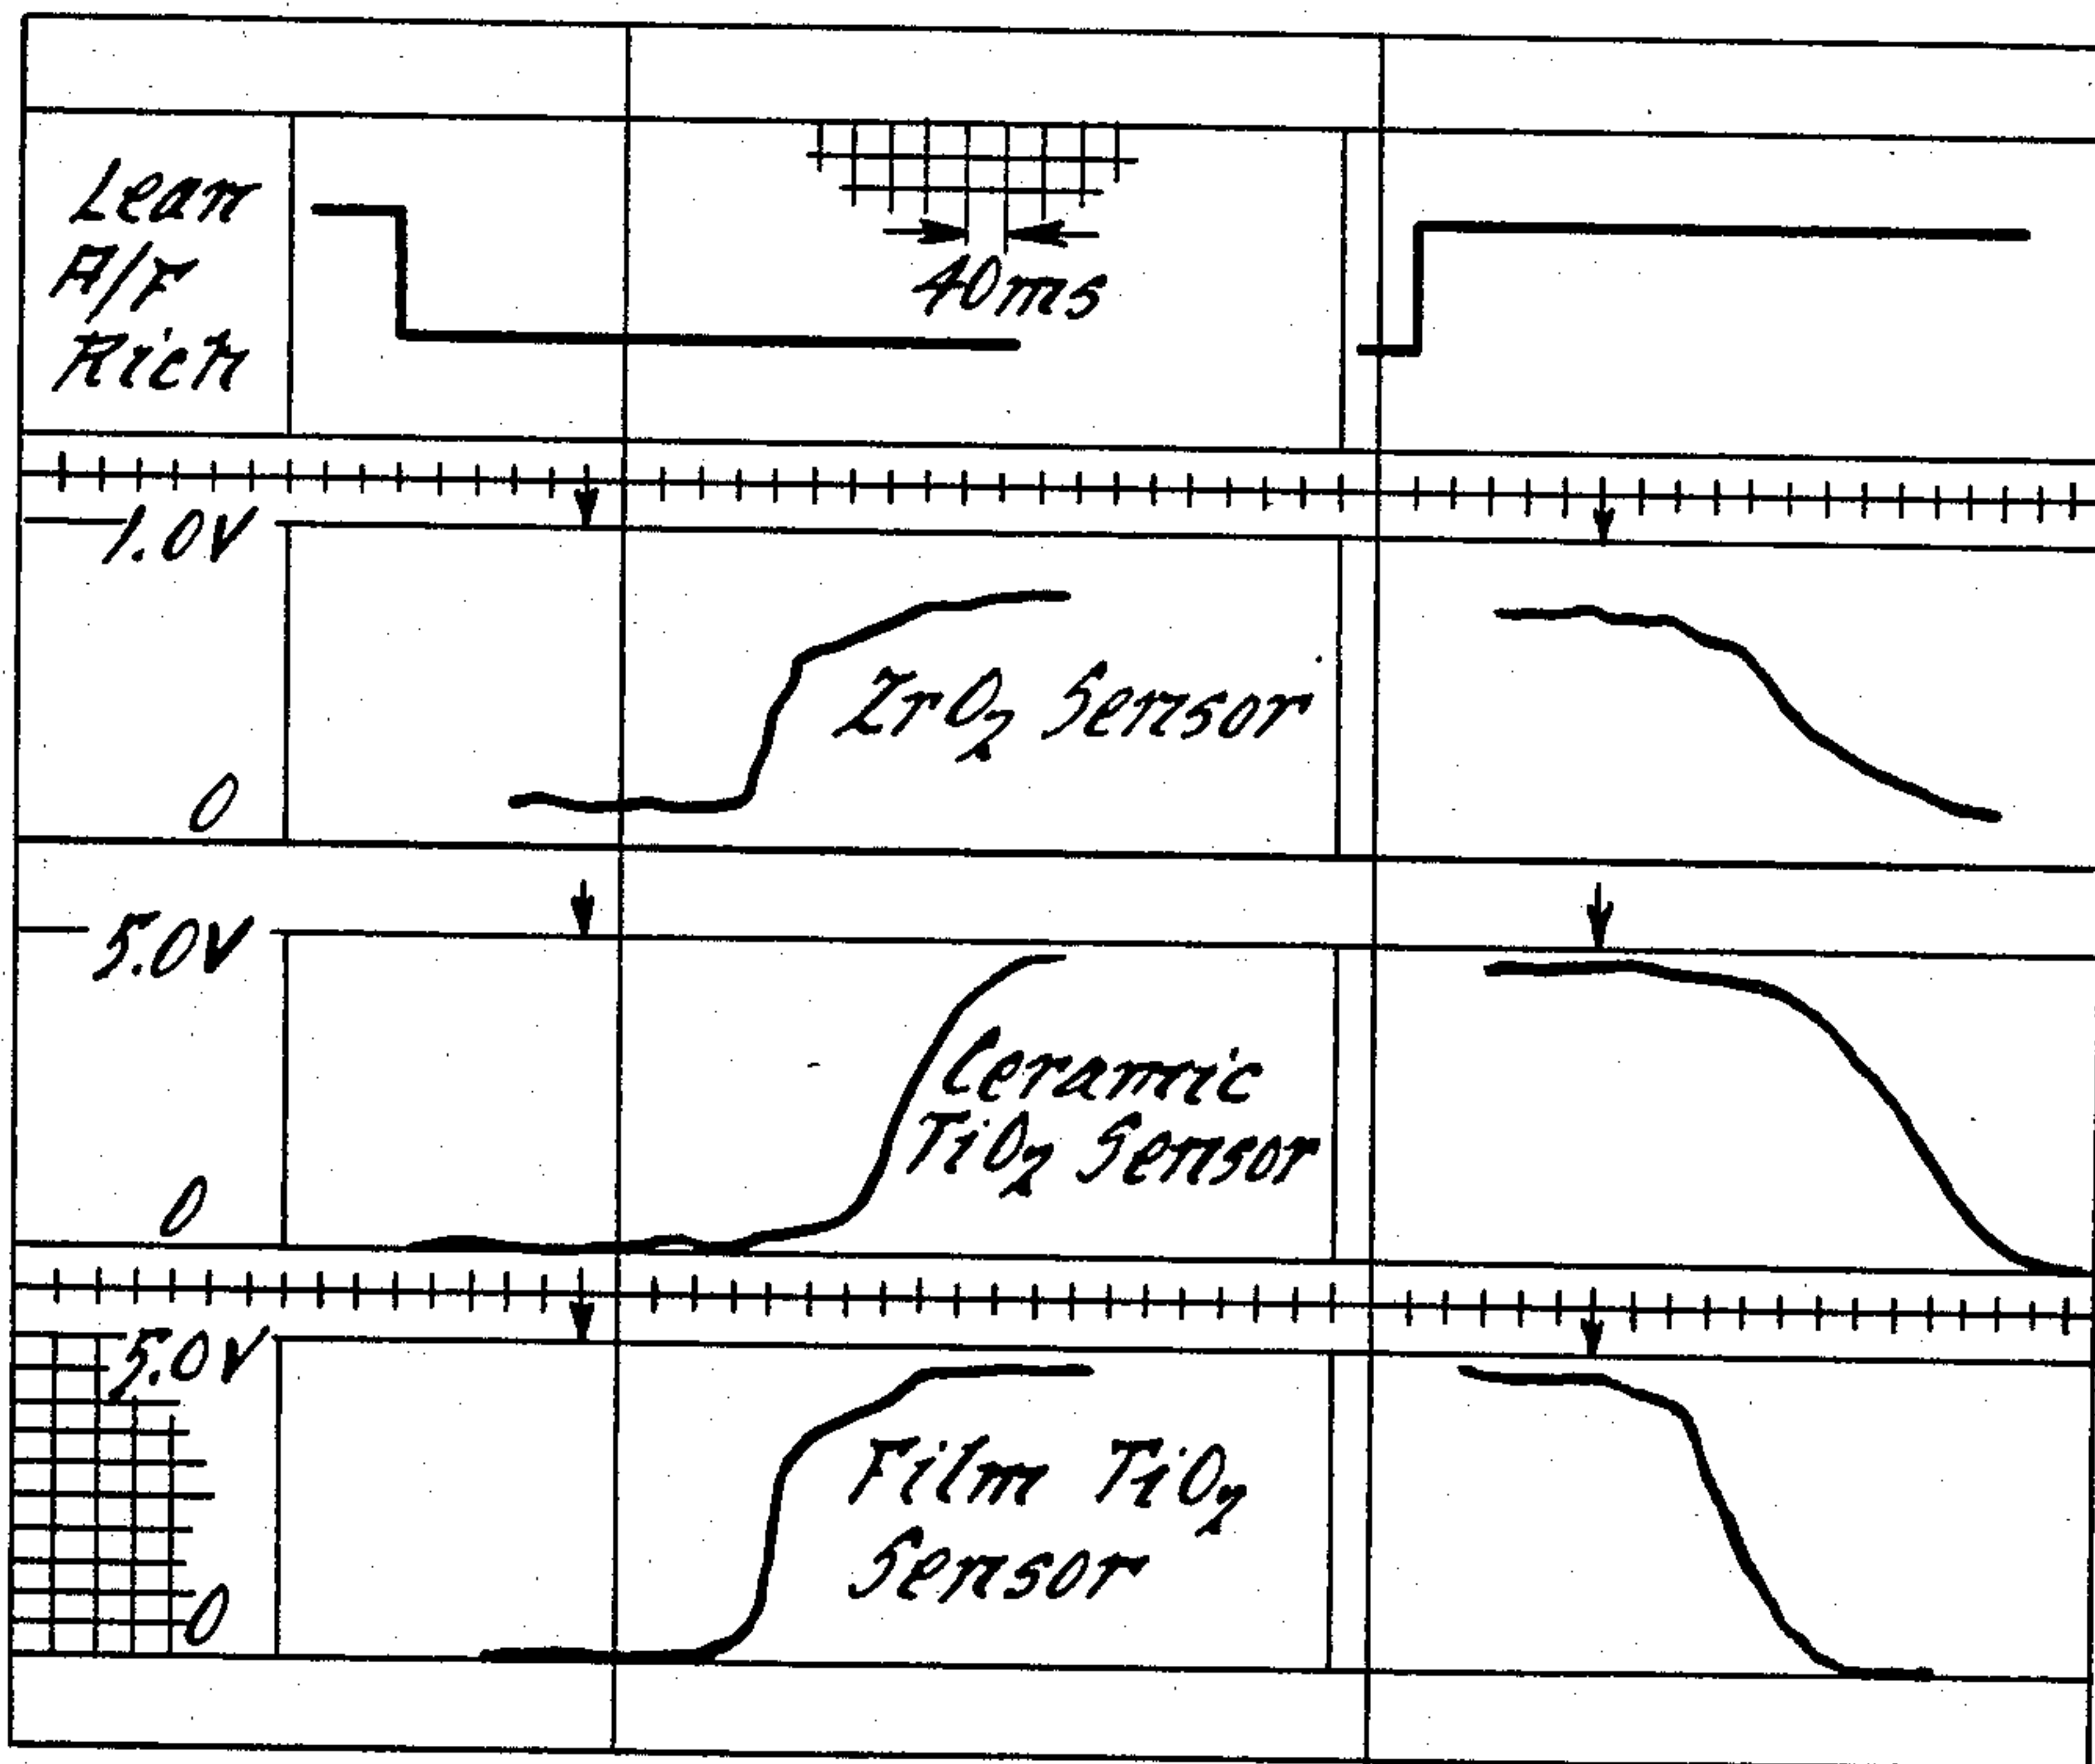 Lean
A/F
Rich
40ms
1.0V
0
ZrO2 Sensor
5.0V
0
Ceramic
TiO2 Sensor
5.0V
0
Film TiO2
Sensor